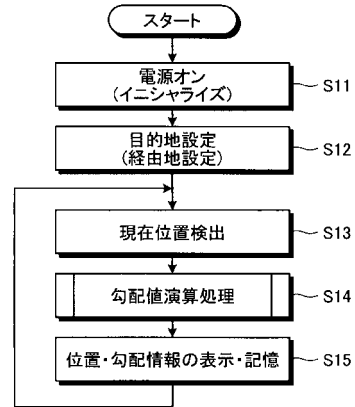 スタート
電源オン
(イニシャライズ)
S11
目的地設定
(経由地設定)
S12
現在位置検出
S13
勾配値演算処理
S14
位置・勾配情報の表示・記憶
S15